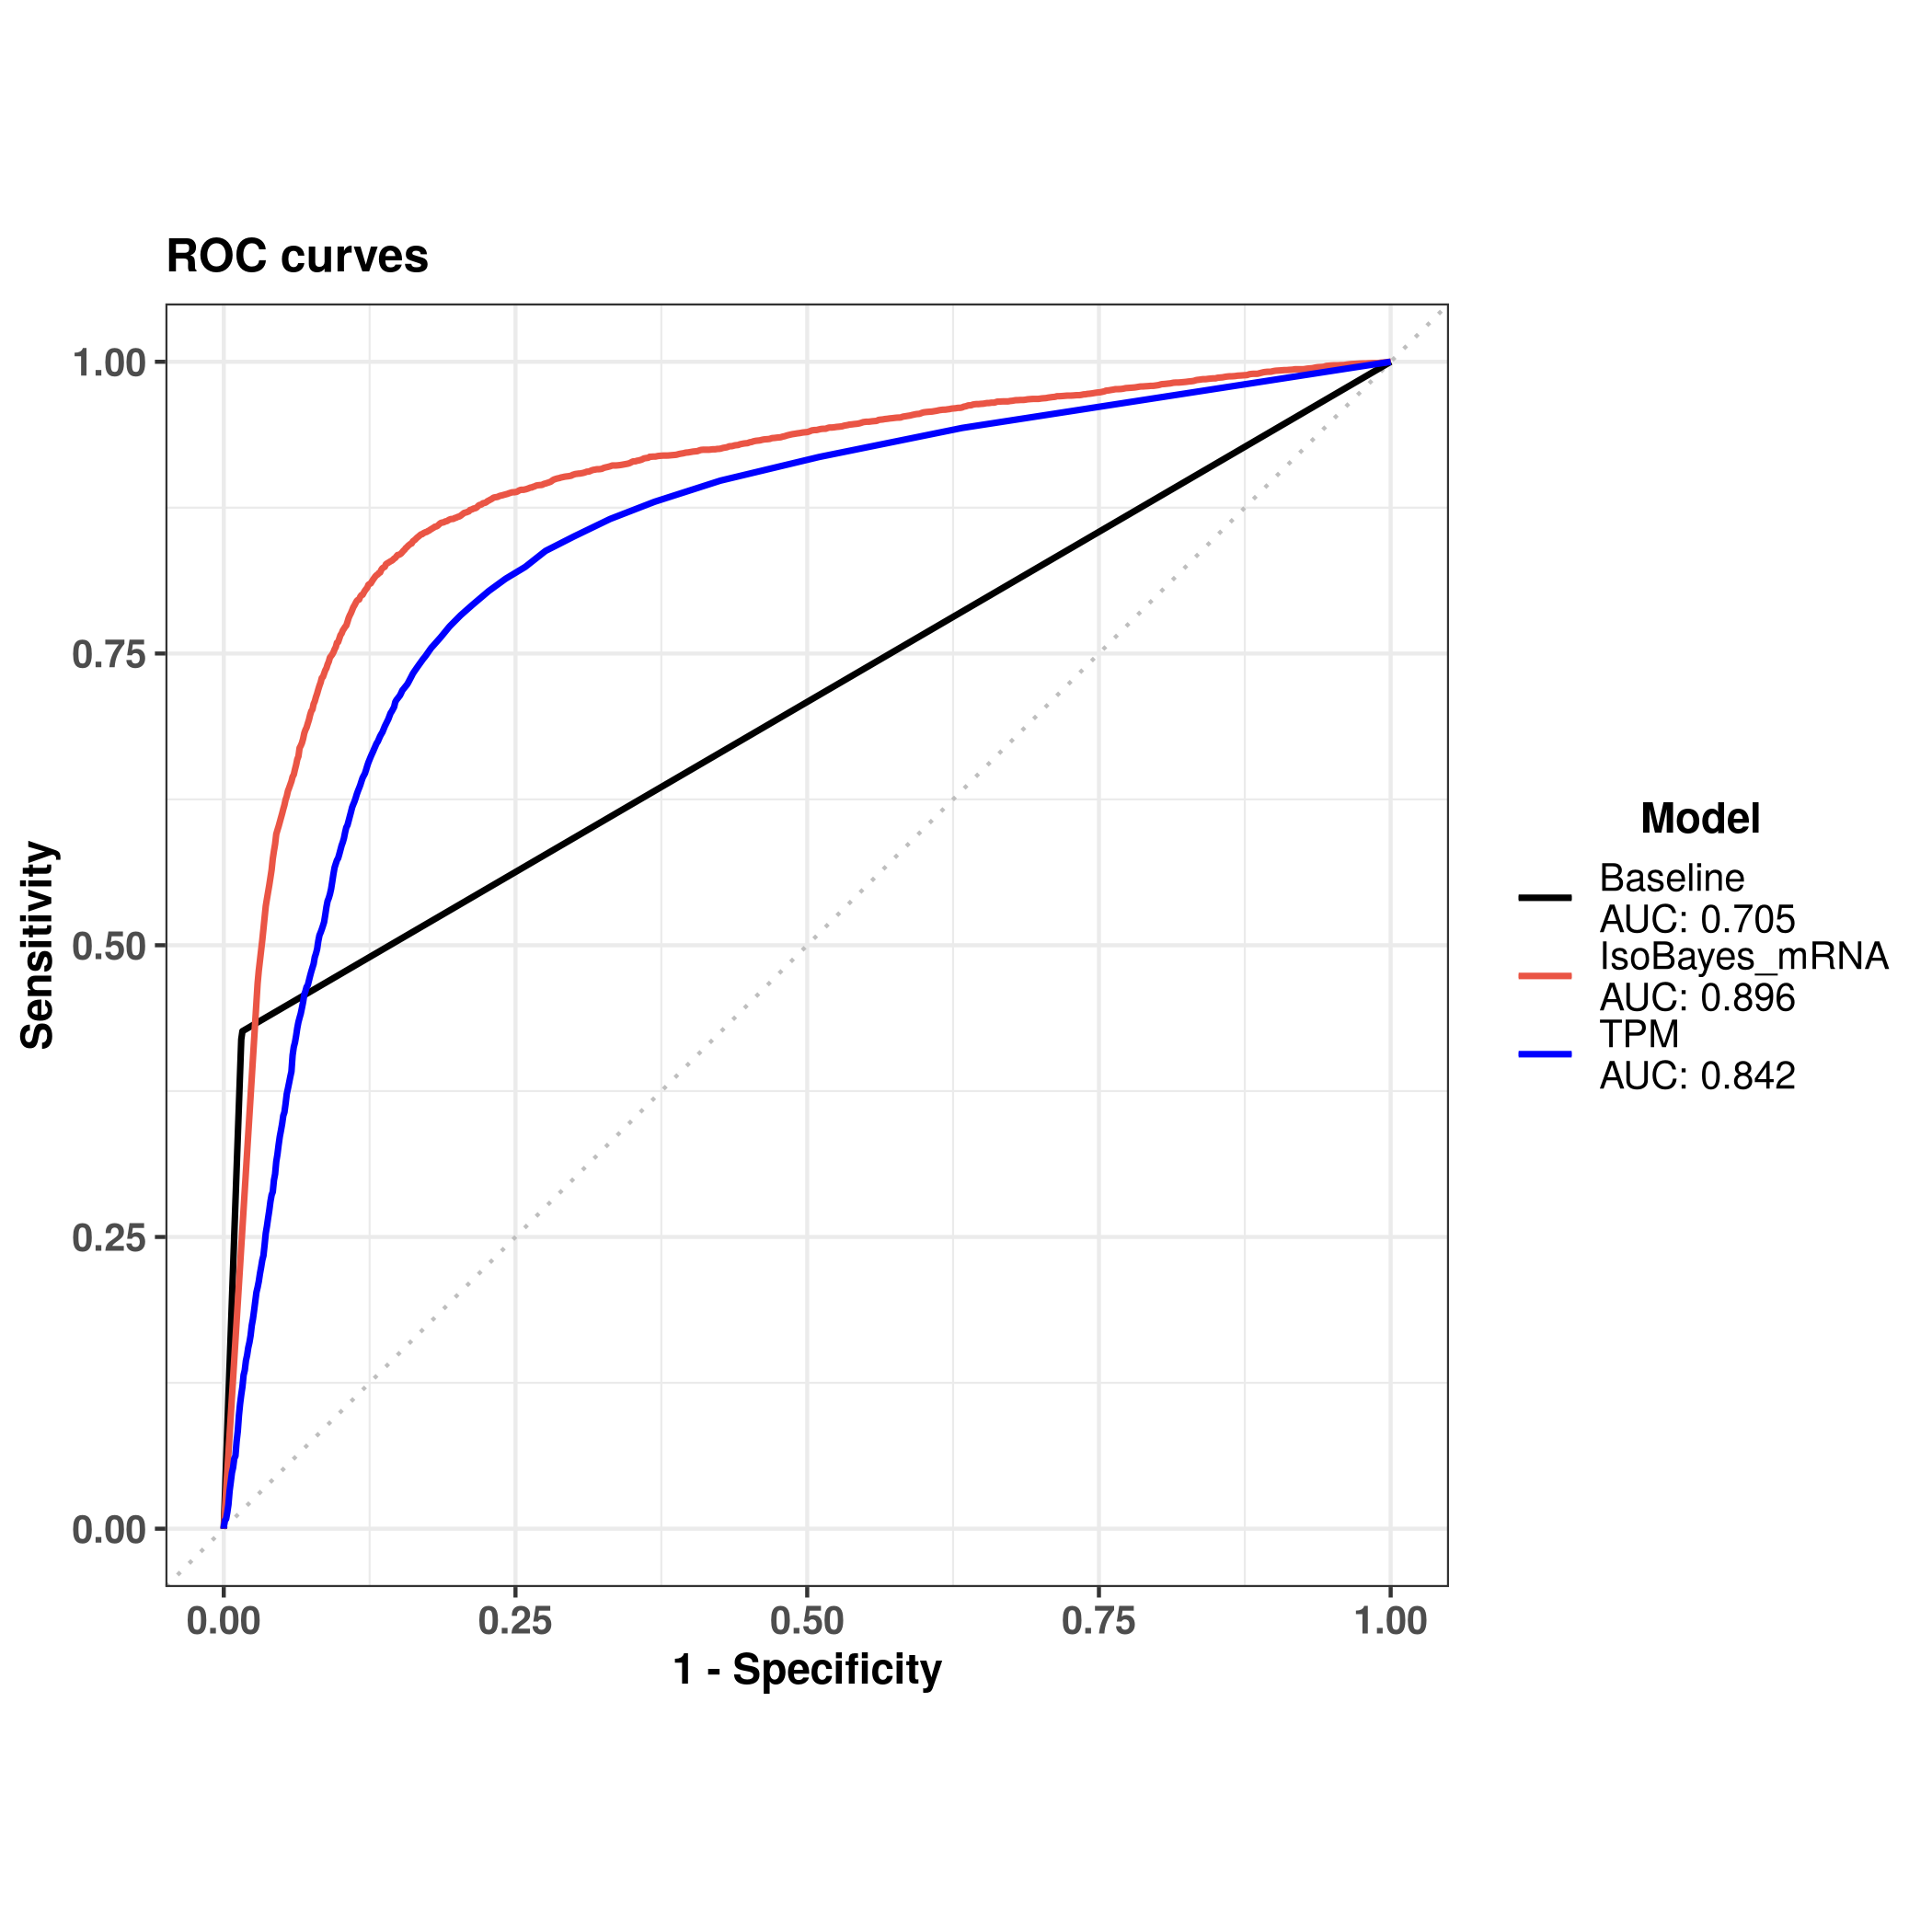 ROC curves
1.00
0.75
0.50
0.25
0.00
Sensitivity
0.00 0.25 0.50 0.75 1.00
1 - Specificity
Model
Baseline
AUC: 0.705
IsoBayes_mRNA
AUC: 0.896
TPM
AUC: 0.842